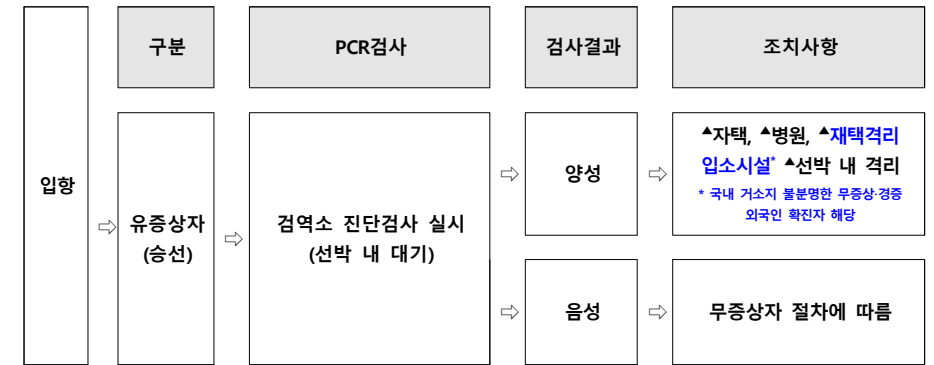 구분
PCR검사
검사결과
조치사항
입항
⇨
유증상자
(승선)
⇨
검역소 진단검사 실시
(선박 내 대기)
⇨
양성
⇨
▲자택, ▲병원, ▲재택격리
입소시설* ▲선박 내 격리
* 국내 거소지 불분명한 무증상·경증
외국인 확진자 해당
⇨
음성
⇨
무증상자 절차에 따름